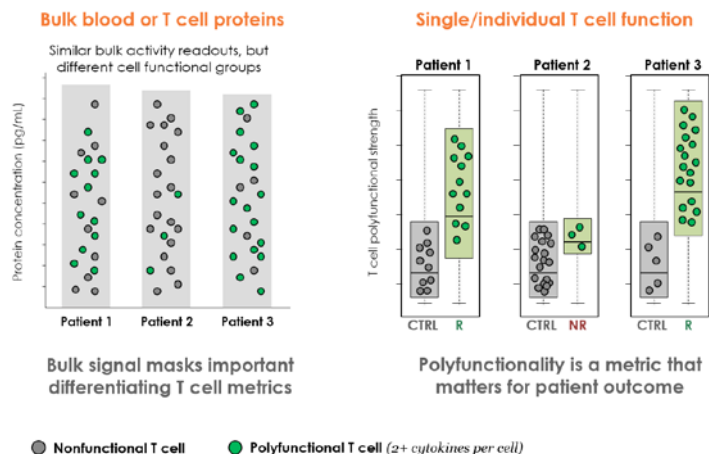 Bulk blood or T cell proteins
Similar bulk activity readouts, but
different cell functional groups
Protein concentration (pg/mL)
Patient 1
Patient 2
Patient 3
Bulk signal masks important
differentiating T cell metrics
Single/individual T cell function
Patient 1
Patient 2
Patient 3
T cell polyfunctional strength
CTRL
R
CTRL
NR
CTRL
R
Polyfunctionality is a metric that
matters for patient outcome
Nonfunctional T cell
Polyfunctional T Cell (2+ cytokines per cell)